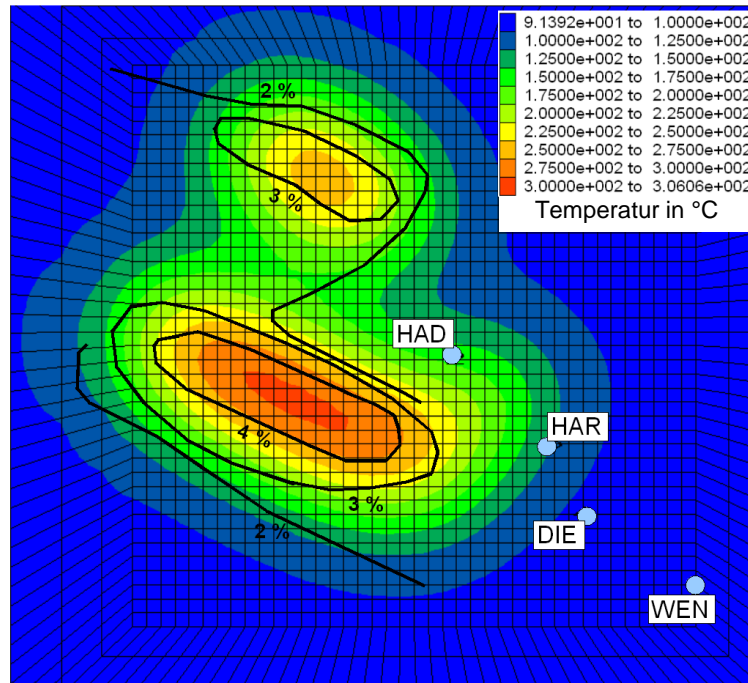 9.1392e+001 to 1.0000e+002
1.0000e+002 to 1.2500e+002
1.2500e+002 to 1.5000e+002
1.5000e+002 to 1.7500e+002
1.7500e+002 to 2.0000e+002
2.0000e+002 to 2.2500e+002
2.2500e+002 to 2.5000e+002
2.5000e+002 to 2.7500e+002
2.7500e+002 to 3.0000e+002
3.0000e+002 to 3.0606e+002
Temperatur in °C
2 %
3 %
HAD
HAR
4 %
3 %
2 %
DIE
WEN